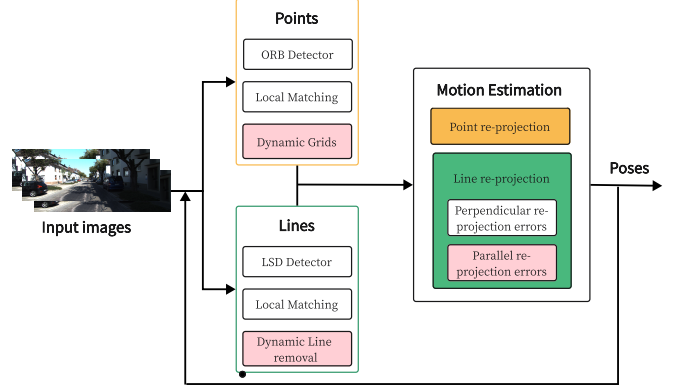 Points
ORB Detector
Local Matching
Dynamic Grids
Input images
Lines
LSD Detector
Local Matching
Dynamic Line
removal
Motion Estimation
Point re-projection
Line re-projection
Perpendicular re-
projection errors
Parallel re-
projection errors
Poses